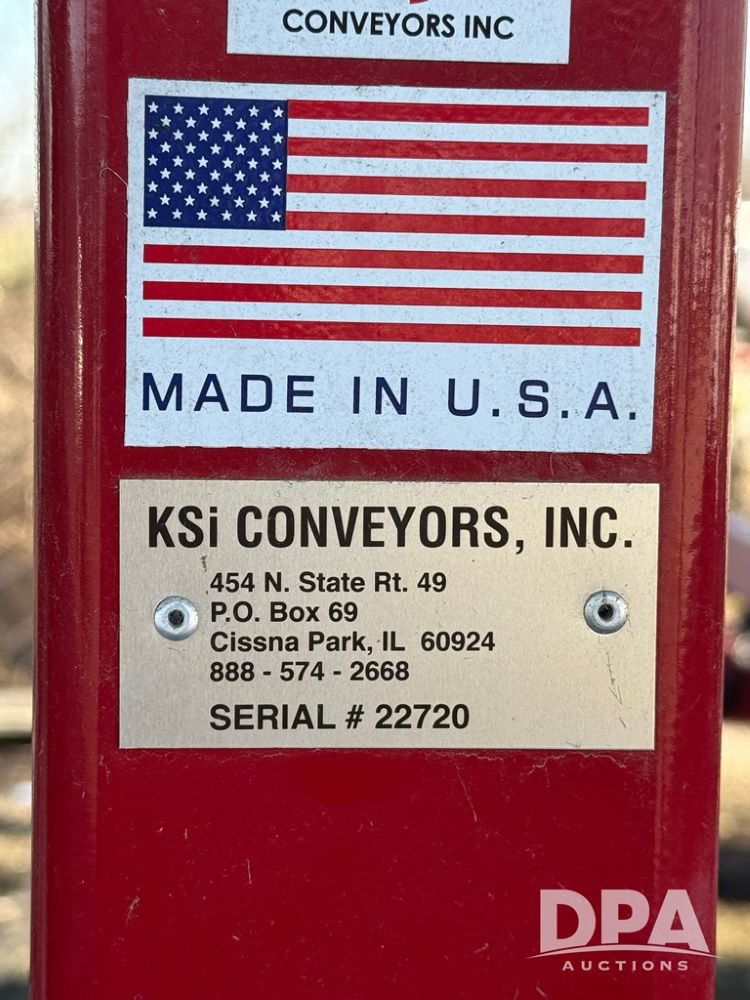 CONVEYORS INC
MADE IN U.S.A.
KSi CONVEYORS, INC.
454 N. State Rt. 49
P.O. Box 69
Cissna Park, IL 60924
888 - 574 - 2668
SERIAL # 22720
DPA
AUCTIONS